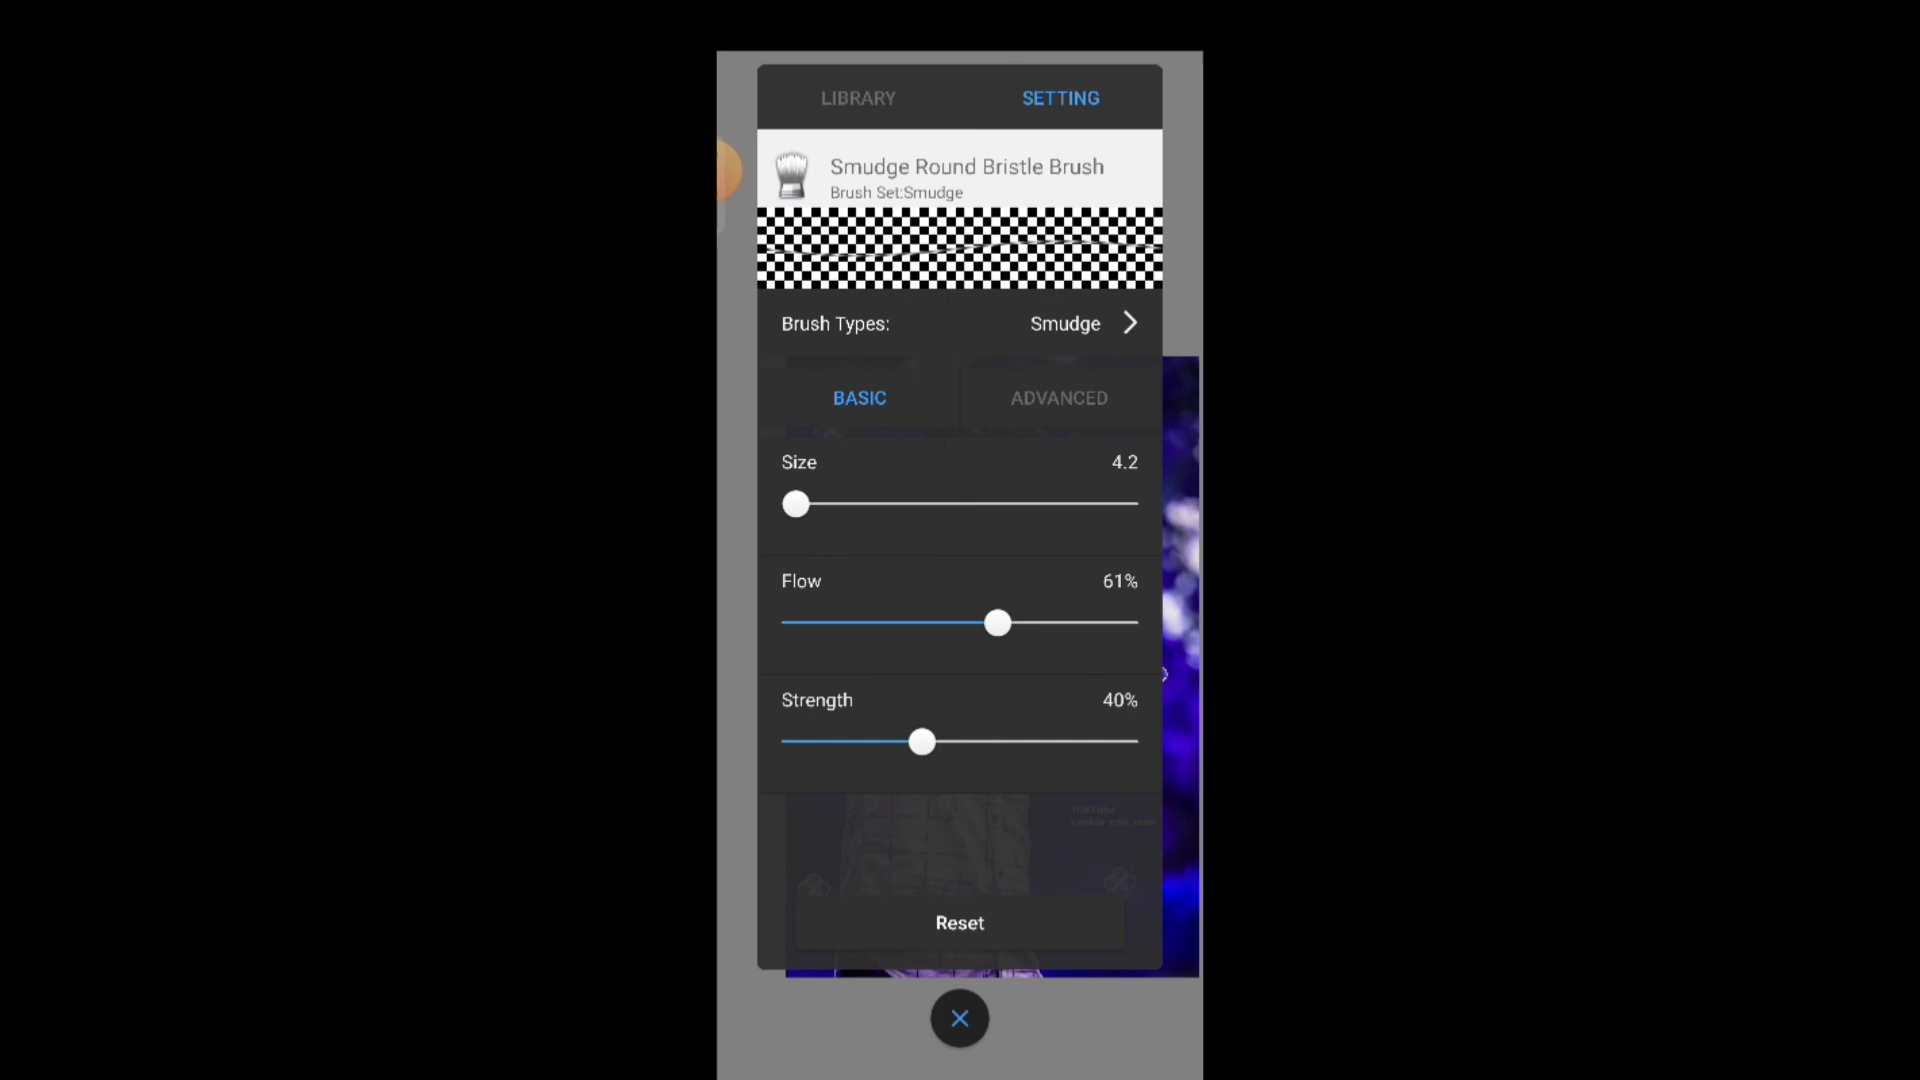 LIBRARY SETTING
Smudge Round Bristle Brush
Brush Set:Smudge
Brush Types: Smudge
BASIC ADVANCED
Size 4.2
Flow 61%
Strength 40%
YouTube
Reset